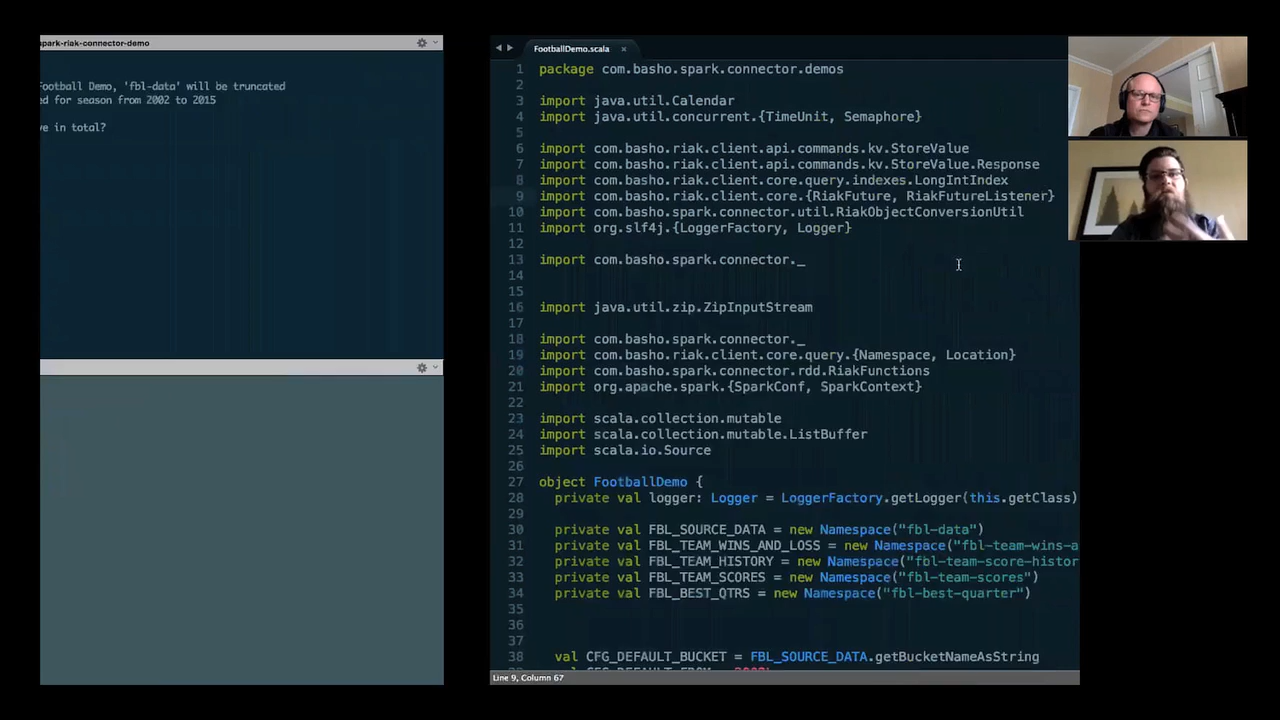 spark-riak-connector-demo
Football Demo, 'fbl-data' will be truncated
ed for season from 2002 to 2015
ve in total?
FootballDemo.scala ×
1 package com.basho.spark.connector.demos
2
3 import java.util.Calendar
4 import java.util.concurrent.{TimeUnit, Semaphore}
5
6 import com.basho.riak.client.api.commands.kv.StoreValue
7 import com.basho.riak.client.api.commands.kv.StoreValue.Response
8 import com.basho.riak.client.core.query.indexes.LongIntIndex
9 import com.basho.riak.client.core.{RiakFuture, RiakFutureListener}
10 import com.basho.spark.connector.util.RiakObjectConversionUtil
11 import org.slf4j.{LoggerFactory, Logger}
12
13 import com.basho.spark.connector._
14
15
16 import java.util.zip.ZipInputStream
17
18 import com.basho.spark.connector._
19 import com.basho.riak.client.core.query.{Namespace, Location}
20 import com.basho.spark.connector.rdd.RiakFunctions
21 import org.apache.spark.{SparkConf, SparkContext}
22
23 import scala.collection.mutable
24 import scala.collection.mutable.ListBuffer
25 import scala.io.Source
26
27 object FootballDemo {
28 private val logger: Logger = LoggerFactory.getLogger(this.getClass)
29
30 private val FBL_SOURCE_DATA = new Namespace("fbl-data")
31 private val FBL_TEAM_WINS_AND_LOSS = new Namespace("fbl-team-wins-a
32 private val FBL_TEAM_HISTORY = new Namespace("fbl-team-score-histor
33 private val FBL_TEAM_SCORES = new Namespace("fbl-team-scores")
34 private val FBL_BEST_QTRS = new Namespace("fbl-best-quarter")
35
36
37
38 val CFG_DEFAULT_BUCKET = FBL_SOURCE_DATA.getBucketNameAsString
Line 9, Column 67